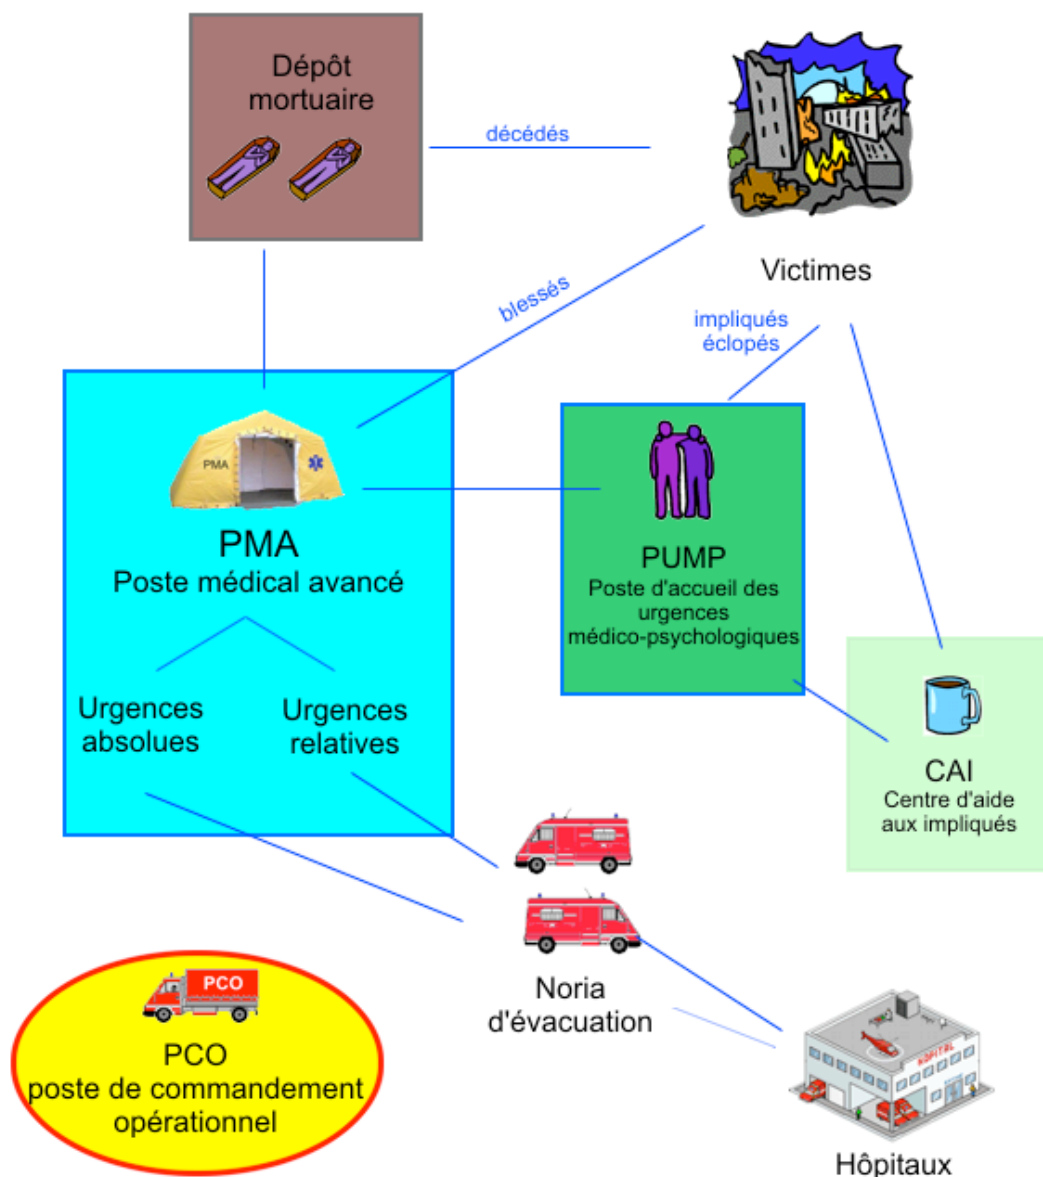 Dépôt
mortuaire
décédés
Victimes
blessés
impliqués
éclopés
PMA
PMA
Poste médical avancé
Urgences
absolues
Urgences
relatives
PUMP
Poste d'accueil des
urgences
médico-psychologiques
CAI
Centre d'aide
aux impliqués
Noria
d'évacuation
PCO
PCO
poste de commandement
opérationnel
HÔPITAL
Hôpitaux